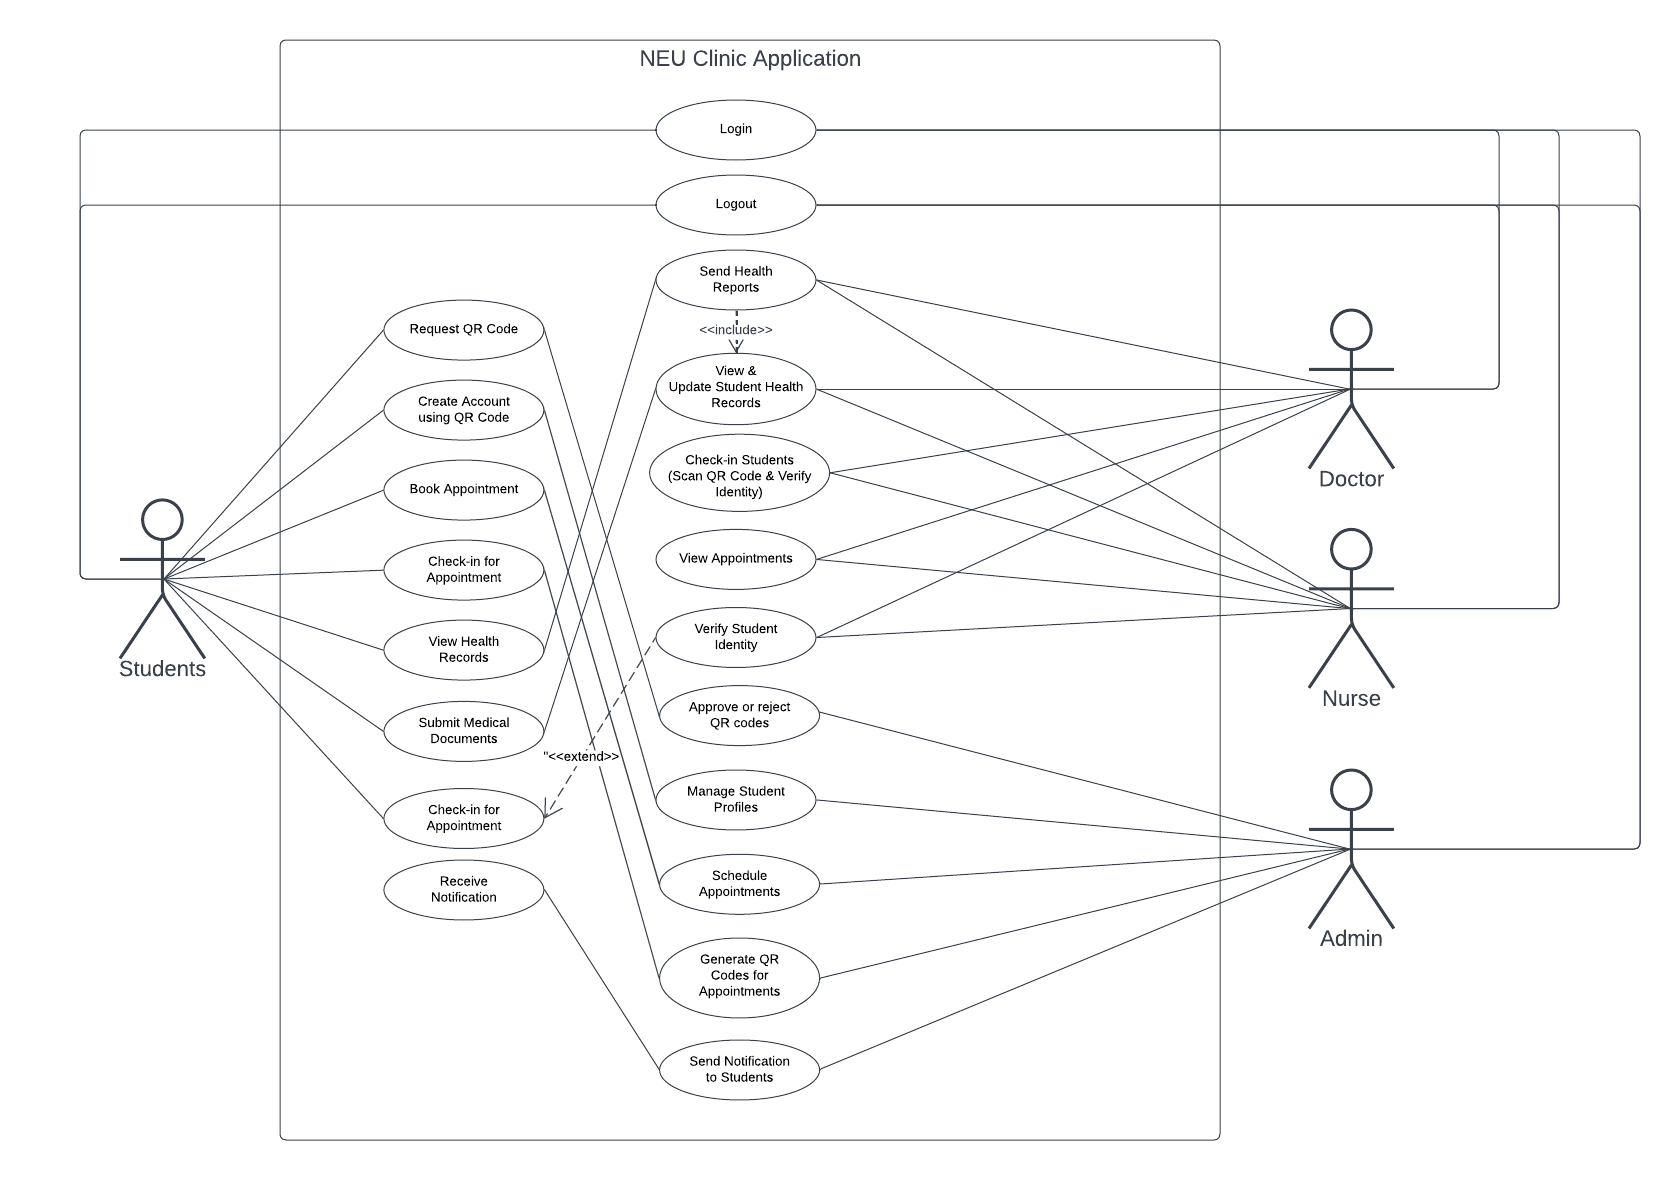 NEU Clinic Application
Login
Logout
Send Health
Reports
<<include>>
View &
Update Student Health
Records
Check-in Students
(Scan QR Code & Verify
Identity)
View Appointments
Verify Student
Identity
Approve or reject
QR codes
Manage Student
Profiles
Schedule
Appointments
Generate QR
Codes for
Appointments
Send Notification
to Students
Request QR Code
Create Account
using QR Code
Book Appointment
Check-in for
Appointment
View Health
Records
Submit Medical
Documents
"<<extend>>
Check-in for
Appointment
Receive
Notification
Students
Doctor
Nurse
Admin